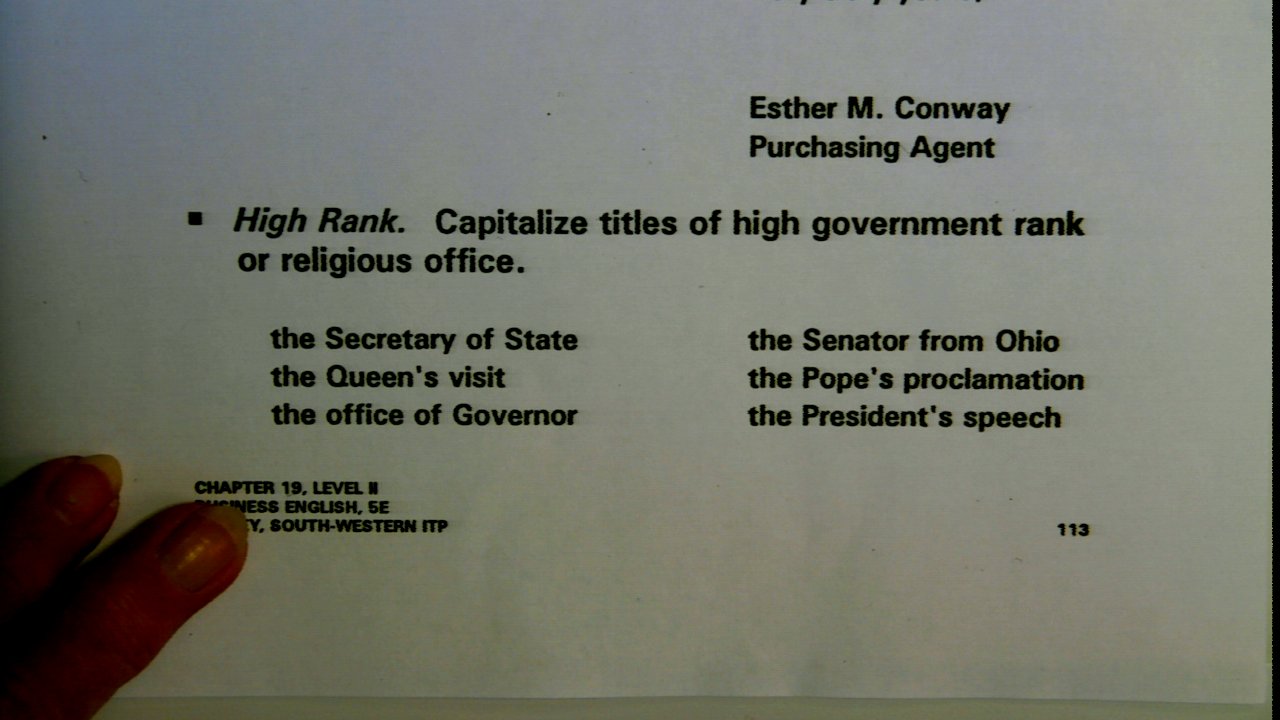 Esther M. Conway
Purchasing Agent
▪ High Rank. Capitalize titles of high government rank
or religious office.
the Secretary of State the Senator from Ohio
the Queen's visit the Pope's proclamation
the office of Governor the President's speech
CHAPTER 19, LEVEL II
BUSINESS ENGLISH, 5E
SOUTH-WESTERN ITP 113